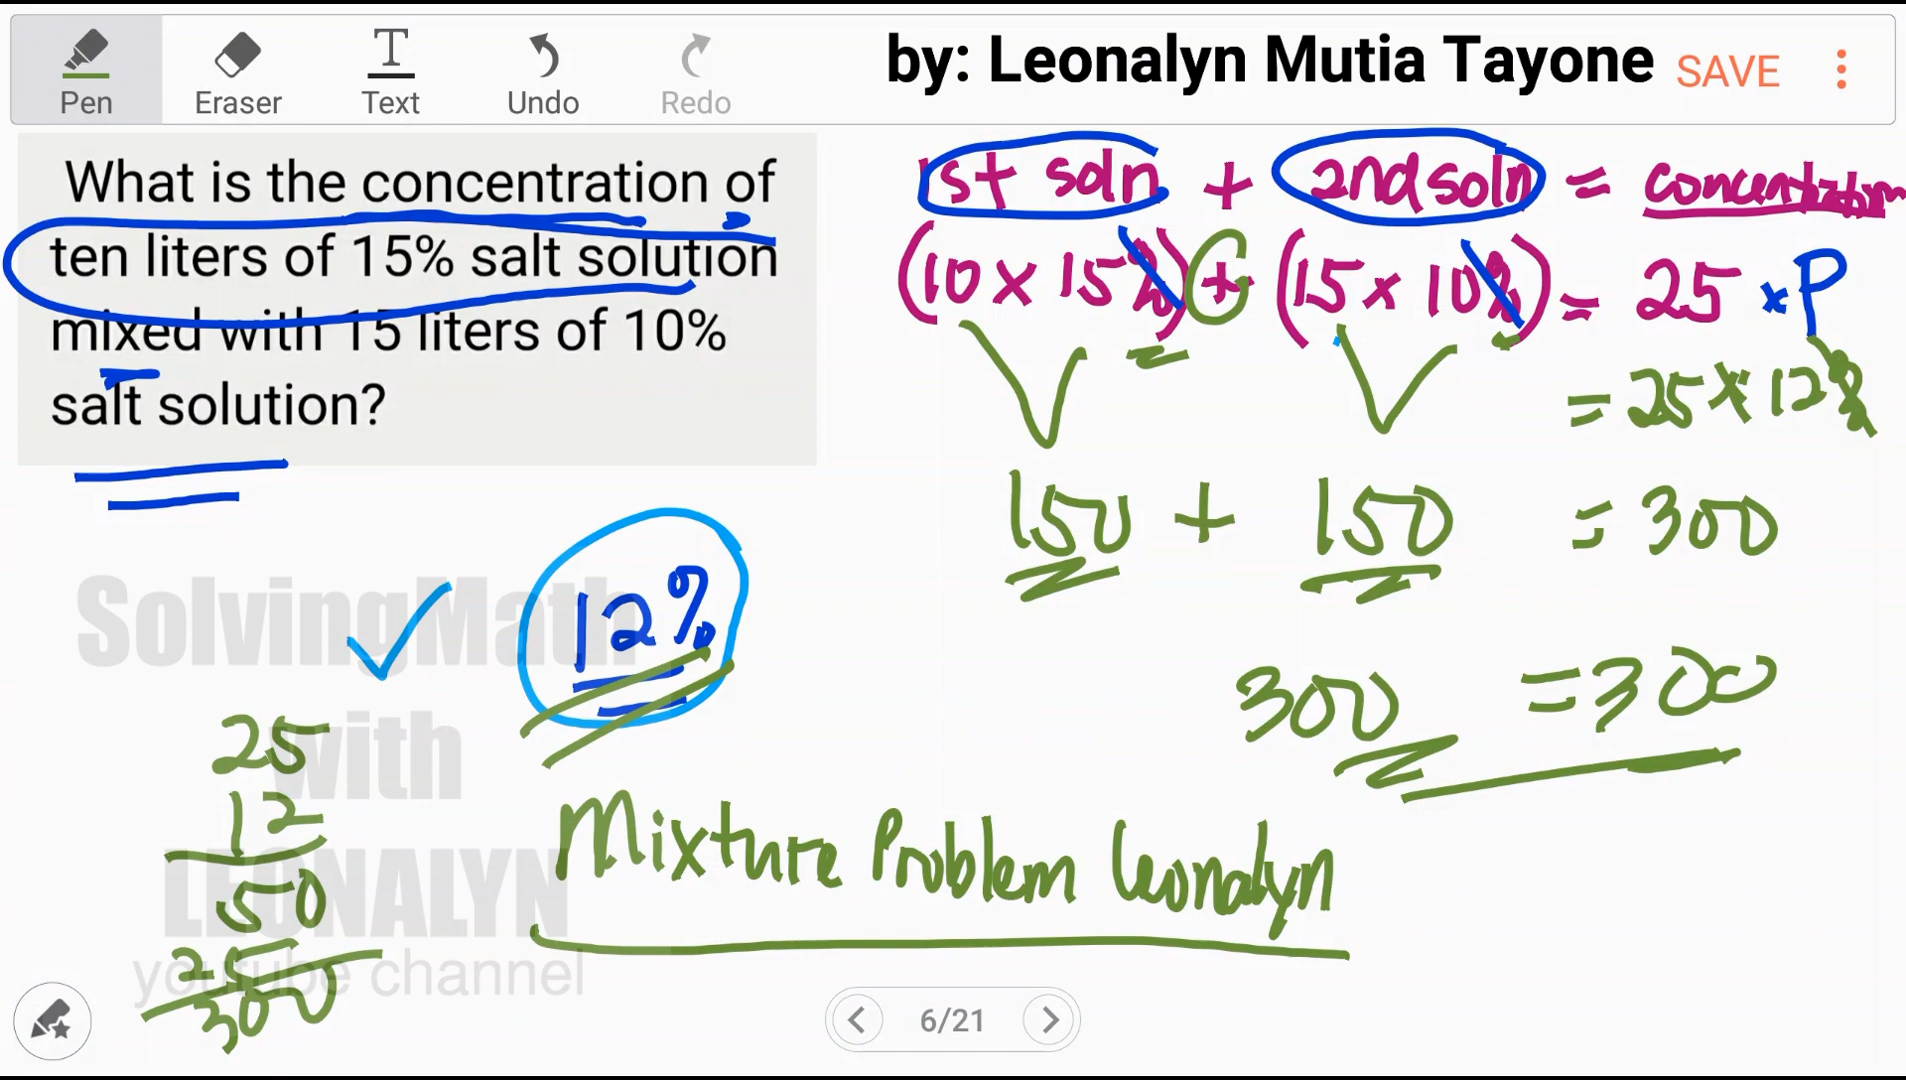 Pen
Eraser
Text
Undo
Redo
by: Leonalyn Mutia Tayone
SAVE
What is the concentration of
ten liters of 15% salt solution
mixed with 15 liters of 10%
salt solution?
1st soln + 2nd soln = concentration
(10 x 15%) + (15 x 10%) = 25 x P
= 25 x 12%
150 + 150 = 300
300 = 300
12%
25
12
50
25
300
Mixture Problem Leonalyn
SolvingMath
with
LEONALYN
youtube channel
6/21